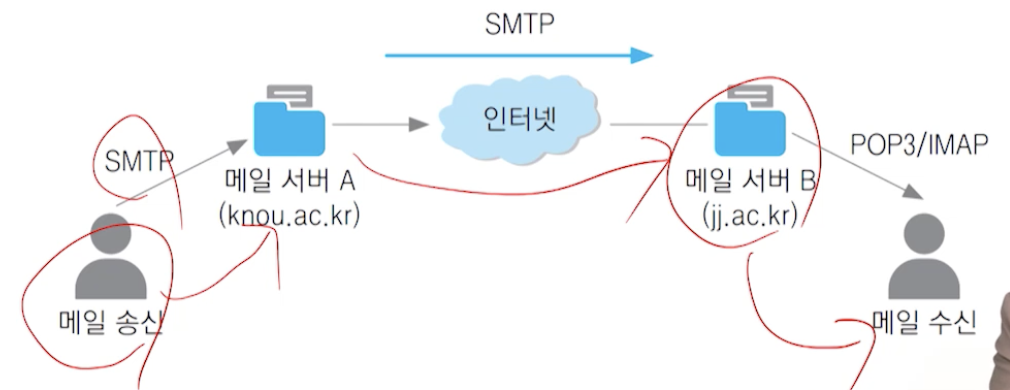 SMTP
인터넷
SMTP
메일 서버 A
(knou.ac.kr)
메일 서버 B
(jj.ac.kr)
POP3/IMAP
메일 송신
메일 수신